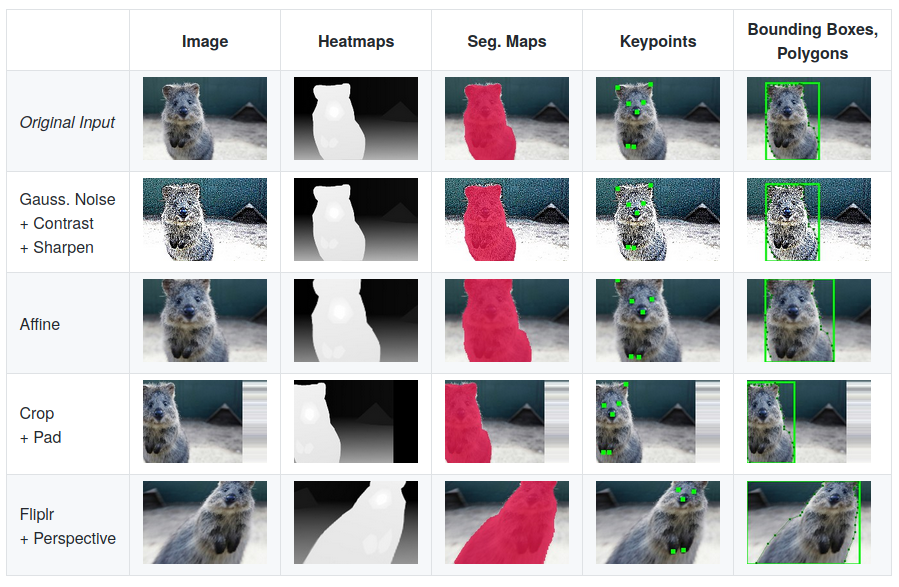 Image
Heatmaps
Seg. Maps
Keypoints
Bounding Boxes,
Polygons
Original Input
Gauss. Noise
+ Contrast
+ Sharpen
Affine
Crop
+ Pad
Fliplr
+ Perspective